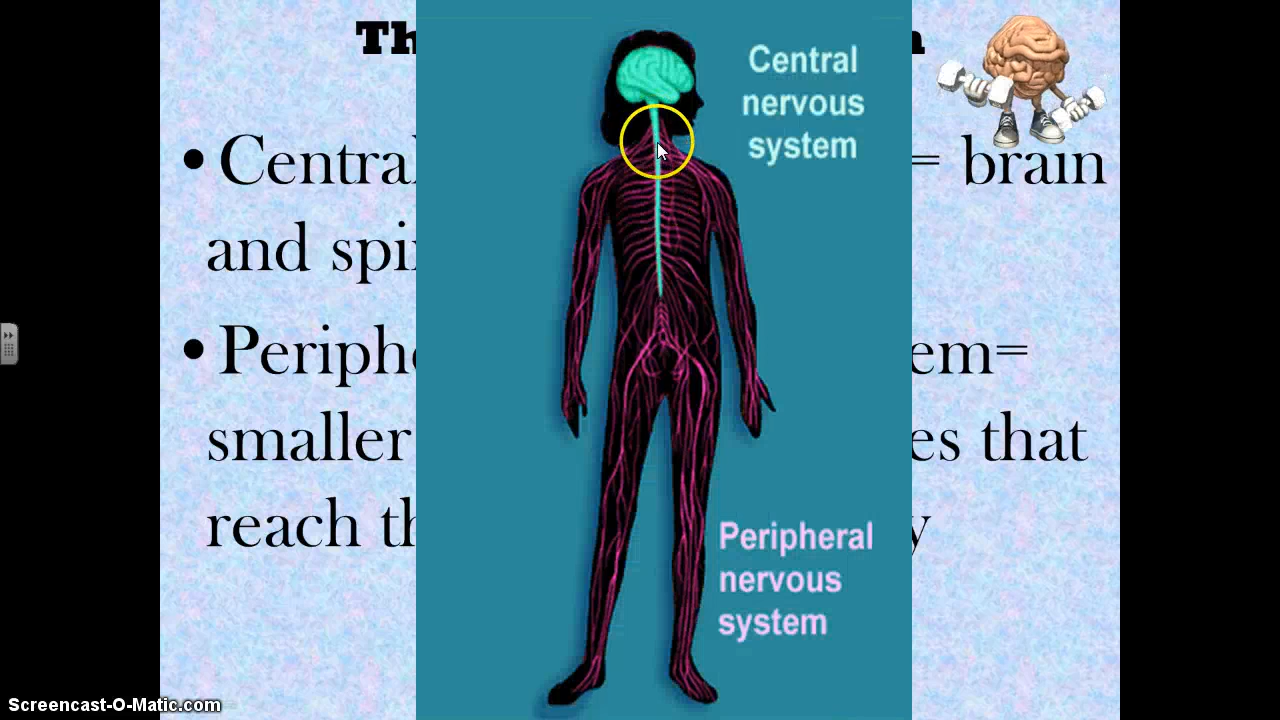 Th
• Central = brain
and spi
• Periphe em=
smaller es that
reach th y
Central
nervous
system
Peripheral
nervous
system
Screencast-O-Matic.com